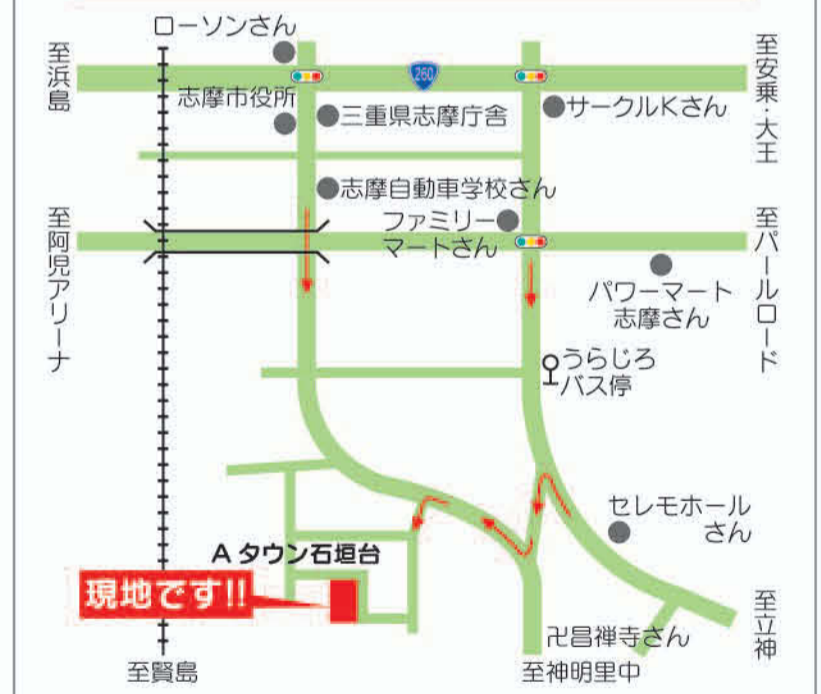 ローソンさん
至浜島
260
至安乗・大王
志摩市役所
三重県志摩庁舎
サークルKさん
志摩自動車学校さん
ファミリー
マートさん
至阿児アリーナ
至パールロード
パワーマート
志摩さん
うらじろ
バス停
セレモホール
さん
Aタウン石垣台
現地です!!
至立神
卍昌禅寺さん
至賢島
至神明里中